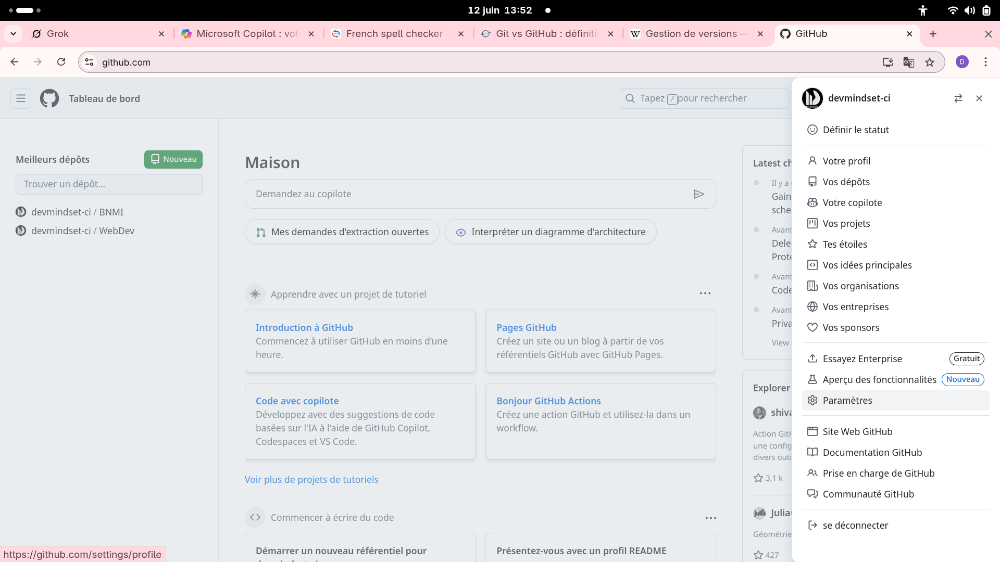 12 juin 13:52
Grok
Microsoft Copilot : vot
French spell checker -
Git vs GitHub : définitic
Gestion de versions —
GitHub
github.com
D
Tableau de bord
Tapez / pour rechercher
devmindset-ci
Définir le statut
Votre profil
Vos dépôts
Votre copilote
Vos projets
Tes étoiles
Vos idées principales
Vos organisations
Vos entreprises
Vos sponsors
Essayez Enterprise
Gratuit
Aperçu des fonctionnalités
Nouveau
Paramètres
Site Web GitHub
Documentation GitHub
Prise en charge de GitHub
Communauté GitHub
se déconnecter
Meilleurs dépôts
Nouveau
Trouver un dépôt...
devmindset-ci / BNMI
devmindset-ci / WebDev
Maison
Demandez au copilote
Mes demandes d'extraction ouvertes
Interpréter un diagramme d'architecture
Apprendre avec un projet de tutoriel
Introduction à GitHub
Commencez à utiliser GitHub en moins d’une
heure.
Pages GitHub
Créez un site ou un blog à partir de vos
référentiels GitHub avec GitHub Pages.
Code avec copilote
Développez avec des suggestions de code
basées sur l'IA à l'aide de GitHub Copilot,
Codespaces et VS Code.
Bonjour GitHub Actions
Créez une action GitHub et utilisez-la dans un
workflow.
Voir plus de projets de tutoriels
Commencer à écrire du code
Démarrer un nouveau référentiel pour
Présentez-vous avec un profil README
Latest ch
Il y a
Gain
sche
Avant
Dele
Prote
Avant
Code
Avant
Priva
View
Explorer
shiva
Action GitH
une config
divers outi
3,1 k
Julia
Géométrie
427
https://github.com/settings/profile